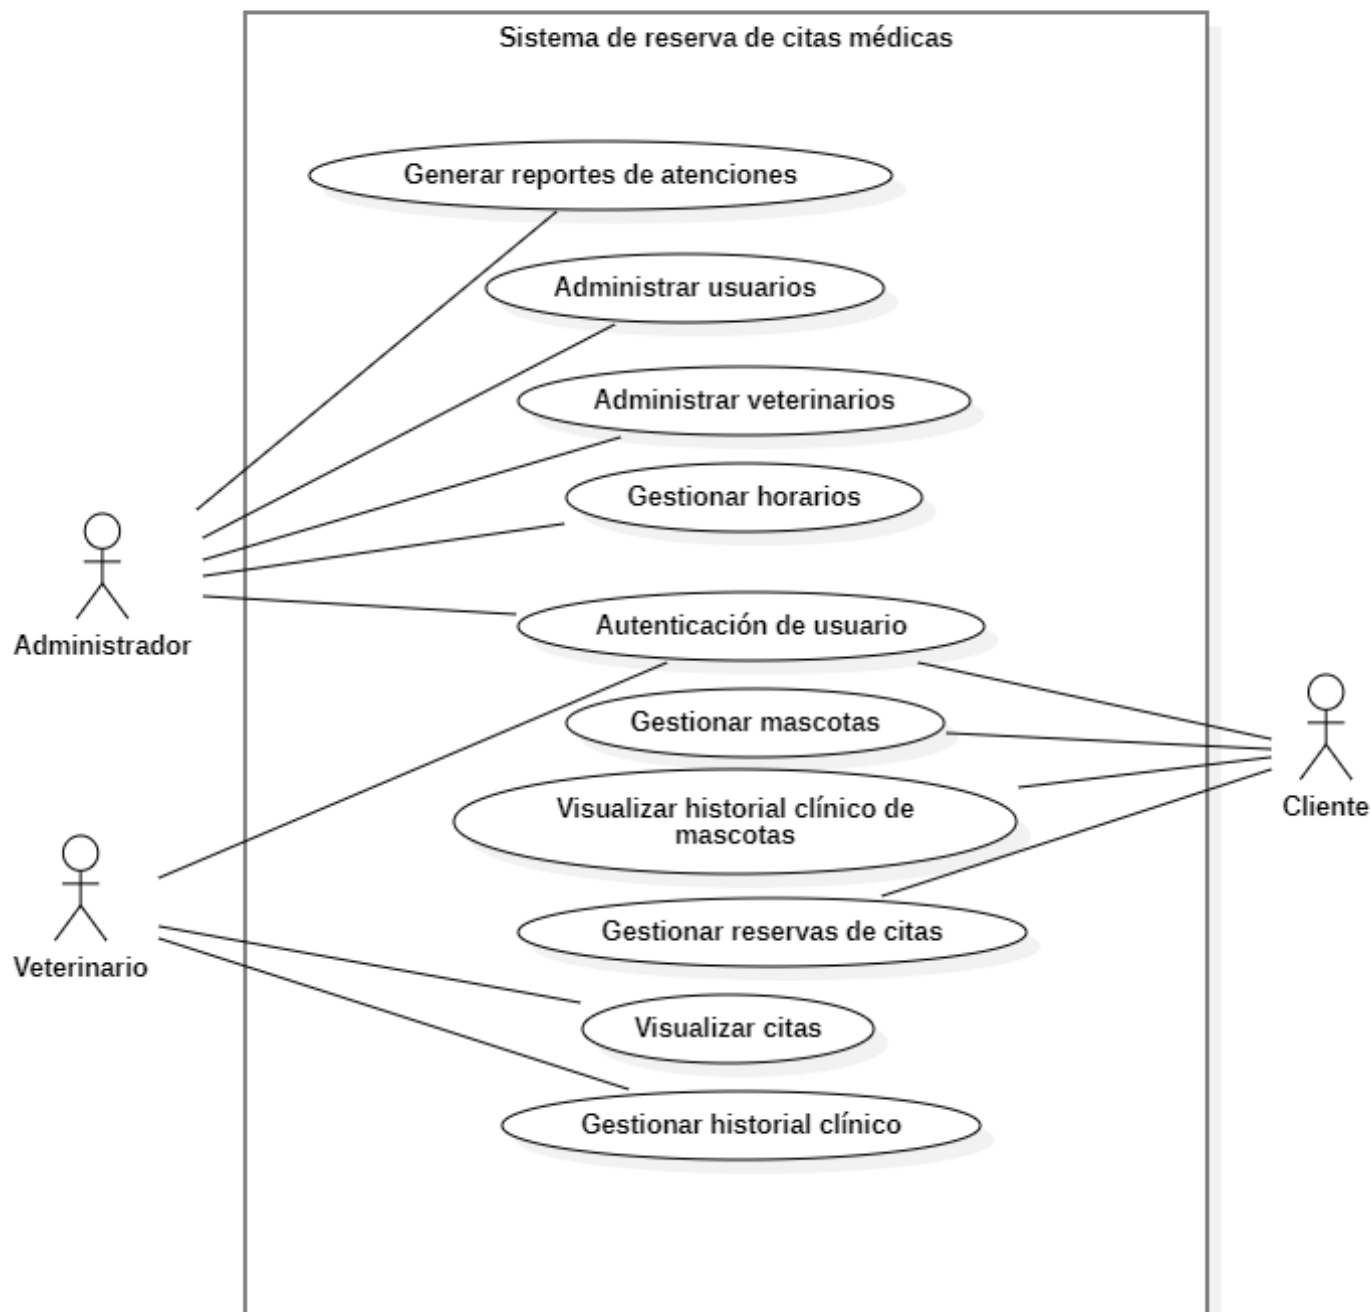 Sistema de reserva de citas médicas
Generar reportes de atenciones
Administrar usuarios
Administrar veterinarios
Gestionar horarios
Autenticación de usuario
Administrador
Gestionar mascotas
Visualizar historial clínico de
mascotas
Cliente
Gestionar reservas de citas
Veterinario
Visualizar citas
Gestionar historial clínico